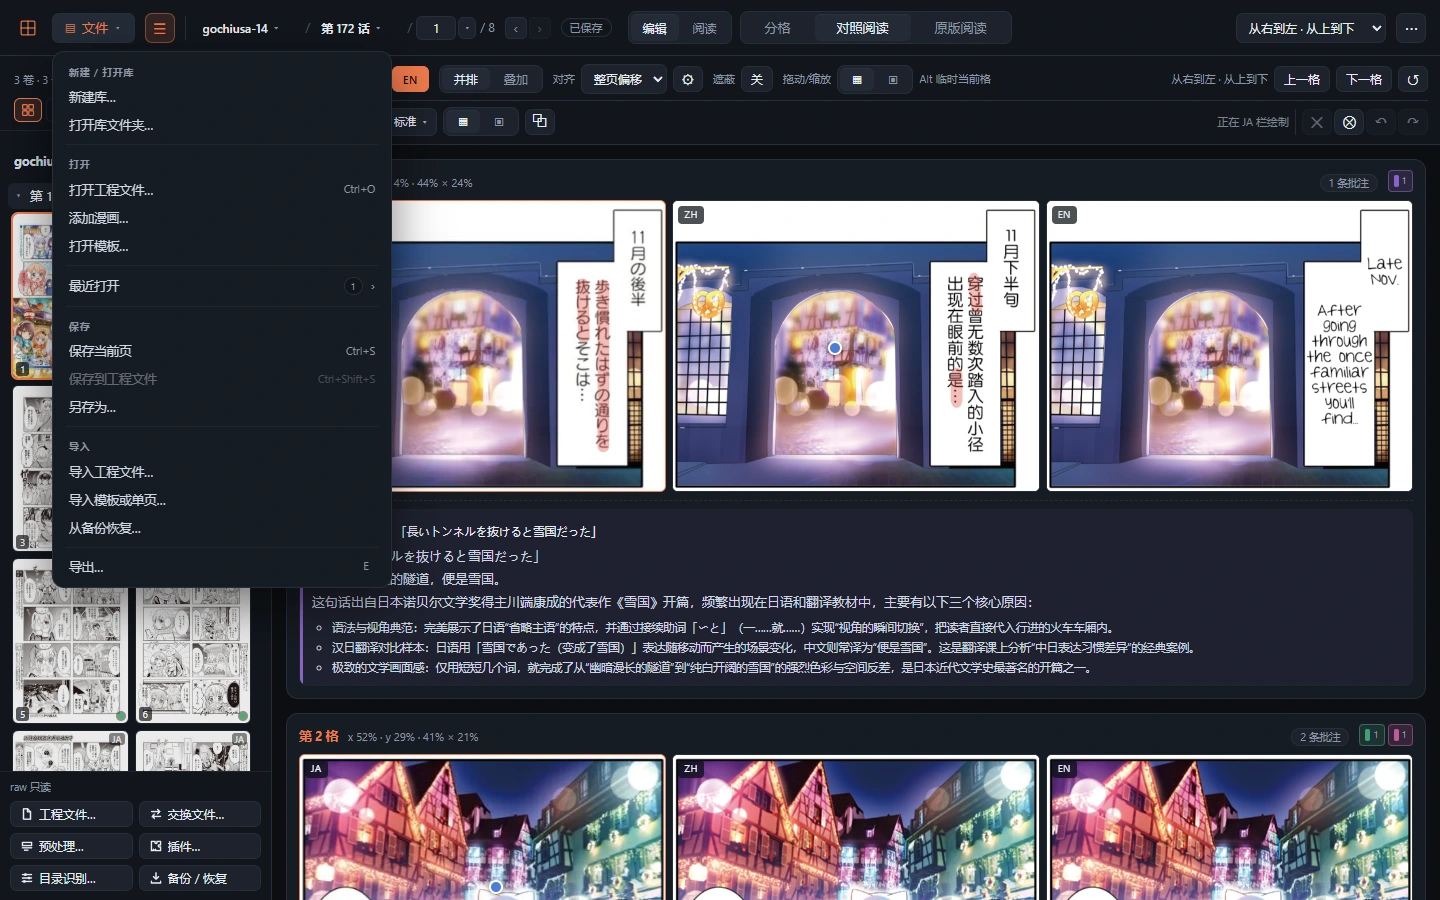 文件
gochiusa-14 / 第 172 话 / 1 / 8
已保存
编辑 阅读
分格 对照阅读 原版阅读
从右到左 · 从上到下
新建 / 打开库
新建库...
打开库文件夹...
打开
打开工程文件... Ctrl+O
添加漫画...
打开模板...
最近打开 1
保存
保存当前页 Ctrl+S
保存到工程文件 Ctrl+Shift+S
另存为...
导入
导入工程文件...
导入模板或单页...
从备份恢复...
导出... E
3 卷 · 3
EN
并排 叠加
对齐 整页偏移
遮蔽 关
拖动/缩放
Alt 临时当前格
从右到左 · 从上到下
上一格 下一格
标准
正在 JA 栏绘制
gochiu
第 1
1
3
5
6
JA
JA
raw 只读
工程文件... 交换文件...
预处理... 插件...
目录识别... 备份 / 恢复
4% · 44% × 24%
1 条批注
1
11月の後半
歩き慣れたはずの通りを
抜けるとそこは…
ZH
11月下半旬
穿过曾无数次踏入的小径
出现在眼前的是…
EN
Late
Nov.
After
going
through
the once
familiar
streets
you'll
find...
「長いトンネルを抜けると雪国だった」
ルを抜けると雪国だった」
的隧道，便是雪国。
这句话出自日本诺贝尔文学奖得主川端康成的代表作《雪国》开篇，频繁出现在日语和翻译教材中，主要有以下三个核心原因：
语法与视角典范：完美展示了日语“省略主语”的特点，并通过接续助词「〜と」（一……就……）实现“视角的瞬间切换”，把读者直接代入行进的火车车厢内。
汉日翻译对比样本：日语用「雪国であった（变成了雪国）」表达随移动而产生的场景变化，中文则常译为“便是雪国”。这是翻译课上分析“中日表达习惯差异”的经典案例。
极致的文学画面感：仅用短短几个词，就完成了从“幽暗漫长的隧道”到“纯白开阔的雪国”的强烈色彩与空间反差，是日本近代文学史最著名的开篇之一。
第 2 格 x 52% · y 29% · 41% × 21%
2 条批注
1
1
JA
ZH
EN